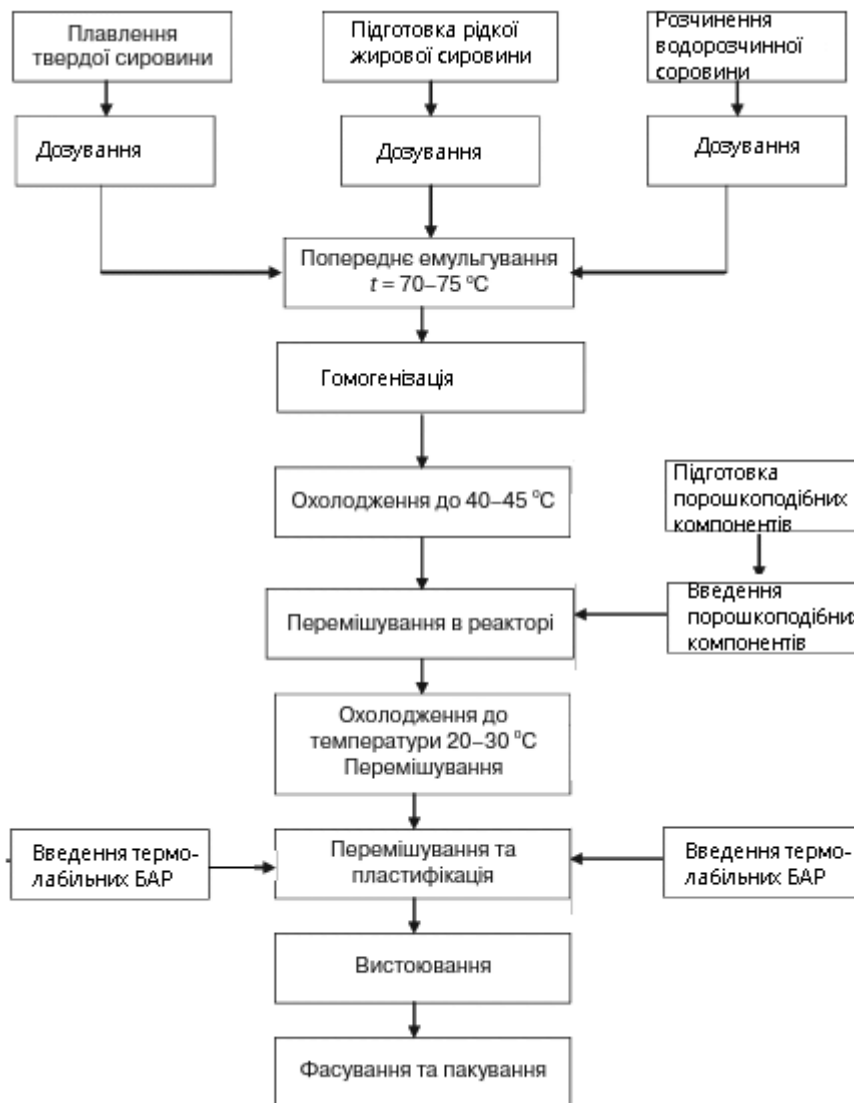 Плавлення
твердої сировини
Підготовка рідкої
жирової сировини
Розчинення
водорозчинної
соровини
Дозування
Дозування
Дозування
Попереднє емульгування
t = 70–75 °C
Гомогенізація
Охолодження до 40–45 °C
Підготовка
порошкоподібних
компонентів
Перемішування в реакторі
Введення
порошкоподібних
компонентів
Охолодження до
температури 20–30 °C
Перемішування
Введення термо-
лабільних БАР
Перемішування та
пластифікація
Введення термо-
лабільних БАР
Вистоювання
Фасування та пакування